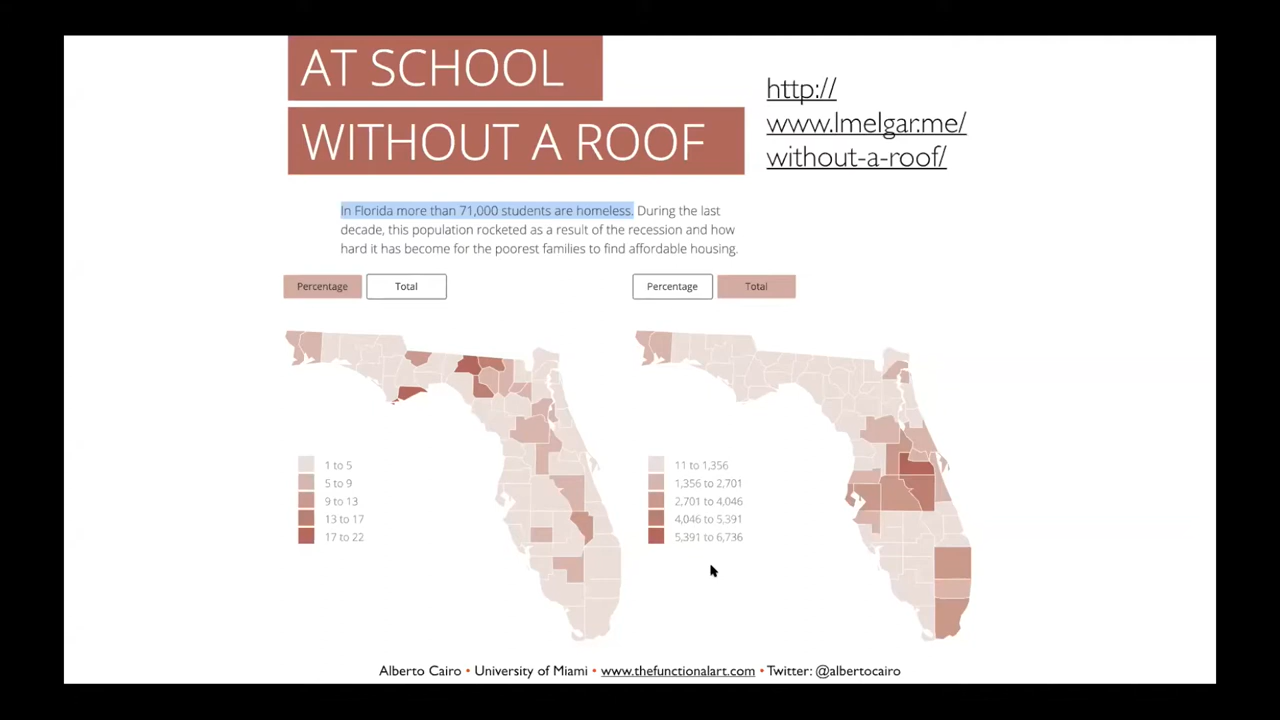 AT SCHOOL
WITHOUT A ROOF
http://
www.lmelgar.me/
without-a-roof/
In Florida more than 71,000 students are homeless. During the last
decade, this population rocketed as a result of the recession and how
hard it has become for the poorest families to find affordable housing.
Percentage
Total
Percentage
Total
1 to 5
5 to 9
9 to 13
13 to 17
17 to 22
11 to 1,356
1,356 to 2,701
2,701 to 4,046
4,046 to 5,391
5,391 to 6,736
Alberto Cairo • University of Miami • www.thefunctionalart.com • Twitter: @albertocairo